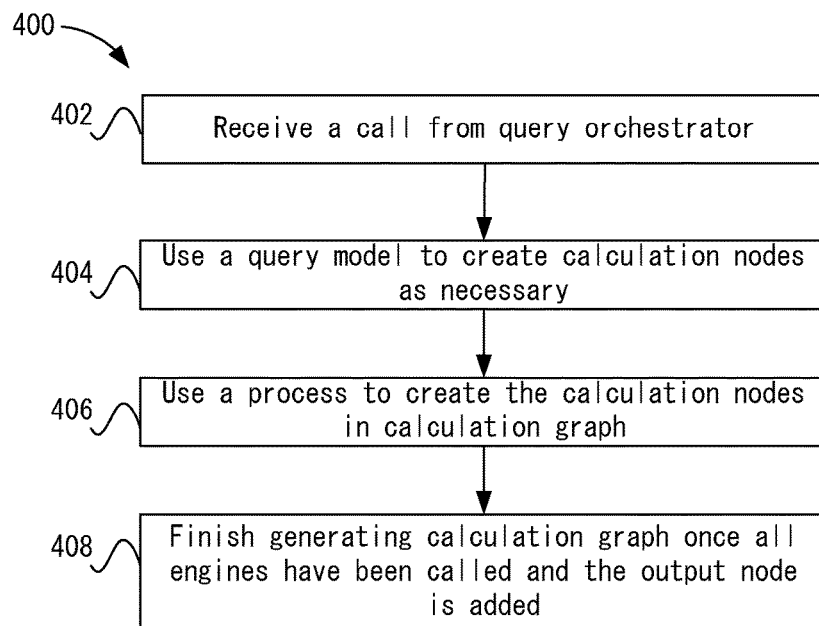 400
402
Receive a call from query orchestrator
404
Use a query model to create calculation nodes
as necessary
406
Use a process to create the calculation nodes
in calculation graph
408
Finish generating calculation graph once all
engines have been called and the output node
is added